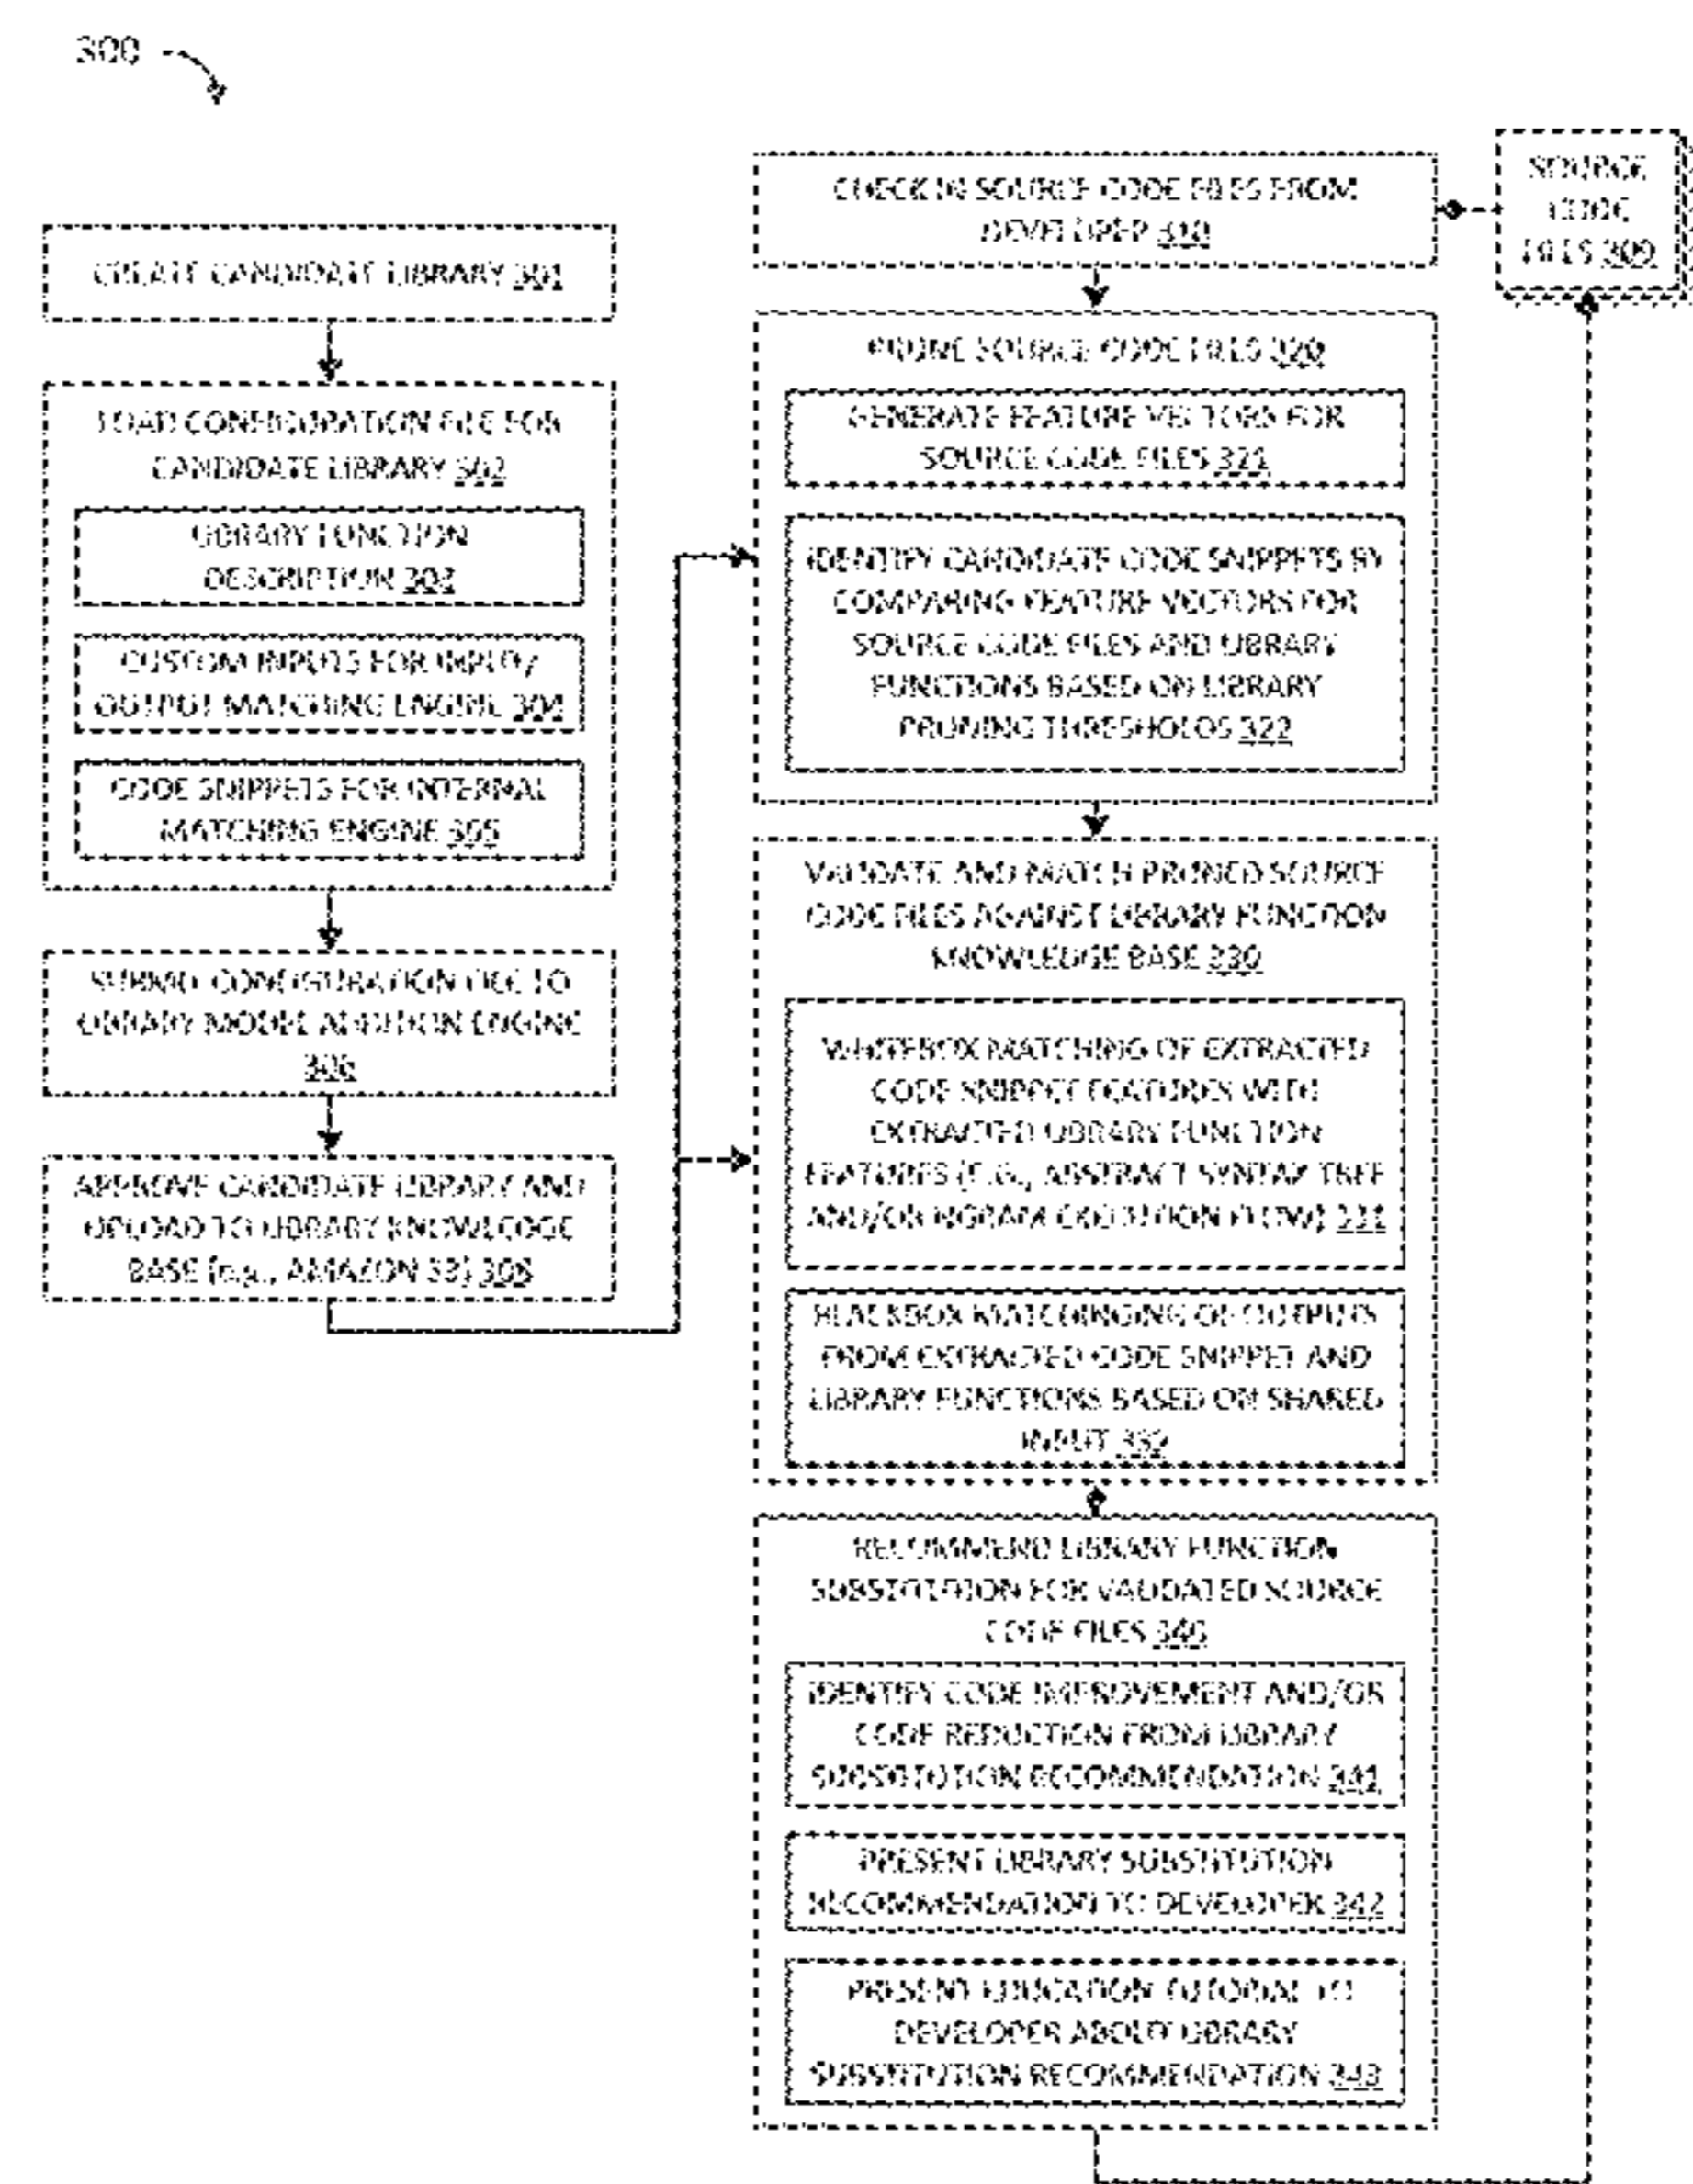 300
CREATE CANDIDATE LIBRARY 301
LOAD CONFIGURATION FILE FOR
CANDIDATE LIBRARY 302
LIBRARY FUNCTION
DESCRIPTION 303
CUSTOM INPUTS FOR INPUT/
OUTPUT MATCHING ENGINE 304
CODE SNIPPETS FOR INTERNAL
MATCHING ENGINE 305
SUBMIT CONFIGURATION FILE TO
LIBRARY MODEL ADDITION ENGINE
306
APPROVE CANDIDATE LIBRARY AND
UPLOAD TO LIBRARY KNOWLEDGE
BASE (e.g., AMAZON S3) 308
SOURCE
CODE
FILES 309
CHECK IN SOURCE CODE FILES FROM
DEVELOPER 310
PRUNE SOURCE CODE FILES 320
GENERATE FEATURE VECTORS FOR
SOURCE CODE FILES 321
IDENTIFY CANDIDATE CODE SNIPPETS BY
COMPARING FEATURE VECTORS FOR
SOURCE CODE FILES AND LIBRARY
FUNCTIONS BASED ON LIBRARY
PRUNING THRESHOLDS 322
VALIDATE AND MATCH PRUNED SOURCE
CODE FILES AGAINST LIBRARY FUNCTION
KNOWLEDGE BASE 330
WHITEBOX MATCHING OF EXTRACTED
CODE SNIPPET FEATURES WITH
EXTRACTED LIBRARY FUNCTION
FEATURES (E.G., ABSTRACT SYNTAX TREE
AND/OR NGRAM EXECUTION FLOW) 331
BLACKBOX MATCHINGING OF OUTPUTS
FROM EXTRACTED CODE SNIPPET AND
LIBRARY FUNCTIONS BASED ON SHARED
INPUT 332
RECOMMEND LIBRARY FUNCTION
SUBSTITUTION FOR VALIDATED SOURCE
CODE FILES 340
IDENTIFY CODE IMPROVEMENT AND/OR
CODE REDUCTION FROM LIBRARY
SUBSTITUTION RECOMMENDATION 341
PRESENT LIBRARY SUBSTITUTION
RECOMMENDATION TO DEVELOPER 342
PRESENT EDUCATION TUTORIAL TO
DEVELOPER ABOUT LIBRARY
SUBSTITUTION RECOMMENDATION 343